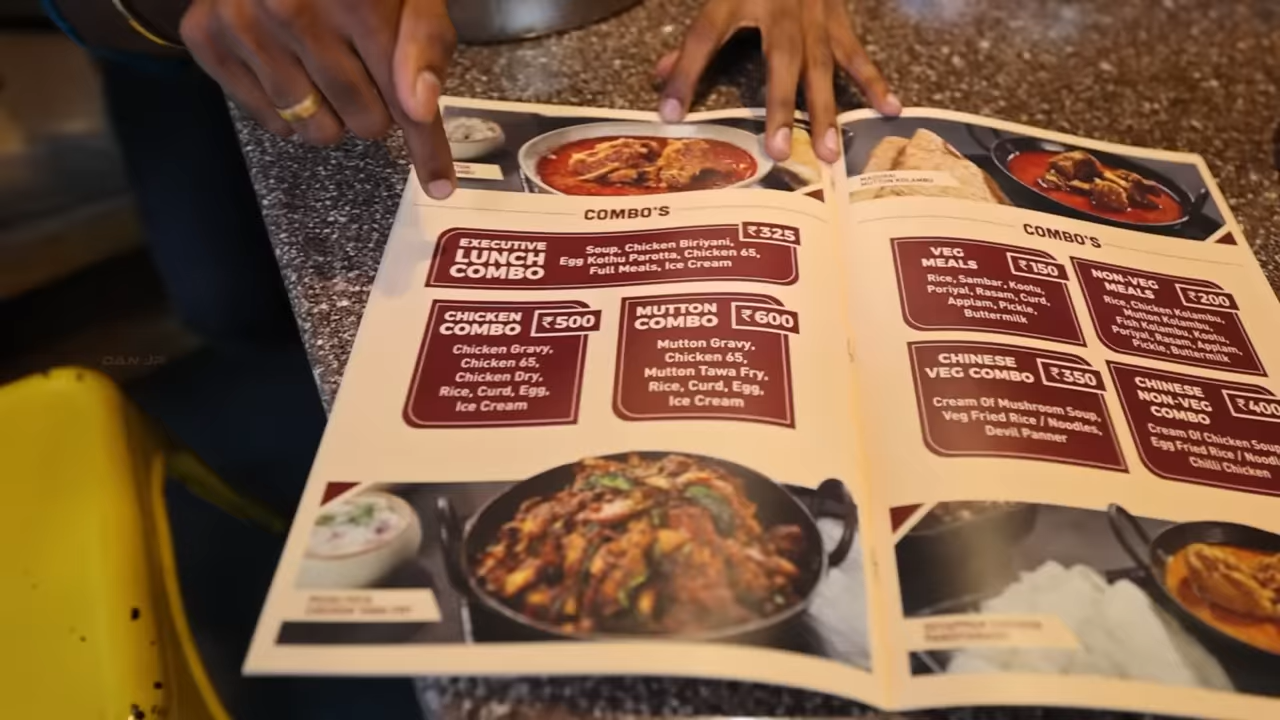 COMBO'S
EXECUTIVE
LUNCH
COMBO
₹325
Soup, Chicken Biriyani,
Egg Kothu Parotta, Chicken 65,
Full Meals, Ice Cream
CHICKEN
COMBO
₹500
Chicken Gravy,
Chicken 65,
Chicken Dry,
Rice, Curd, Egg,
Ice Cream
MUTTON
COMBO
₹600
Mutton Gravy,
Chicken 65,
Mutton Tawa Fry,
Rice, Curd, Egg,
Ice Cream
MUTTON KOLAMBU
COMBO'S
VEG
MEALS
₹150
Rice, Sambar, Kootu,
Poriyal, Rasam, Curd,
Applam, Pickle,
Buttermilk
NON-VEG
MEALS
₹200
Rice, Chicken Kolambu,
Mutton Kolambu,
Fish Kolambu, Kootu,
Poriyal, Rasam, Applam,
Pickle, Buttermilk
CHINESE
VEG COMBO
₹350
Cream Of Mushroom Soup,
Veg Fried Rice / Noodles,
Devil Panner
CHINESE
NON-VEG
COMBO
₹400
Cream Of Chicken Soup
Egg Fried Rice / Noodl
Chilli Chicken